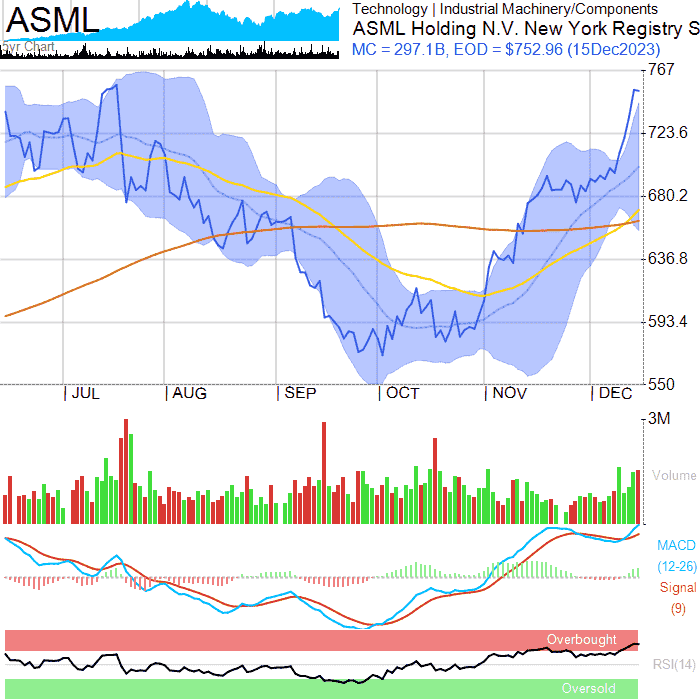 ASML
5yr Chart
Technology | Industrial Machinery/Components
ASML Holding N.V. New York Registry S
MC = 297.1B, EOD = $752.96 (15Dec2023)
767
723.6
680.2
636.8
593.4
550
| JUL
| AUG
| SEP
| OCT
| NOV
| DEC
3M
Volume
MACD
(12-26)
Signal
(9)
Overbought
RSI(14)
Oversold